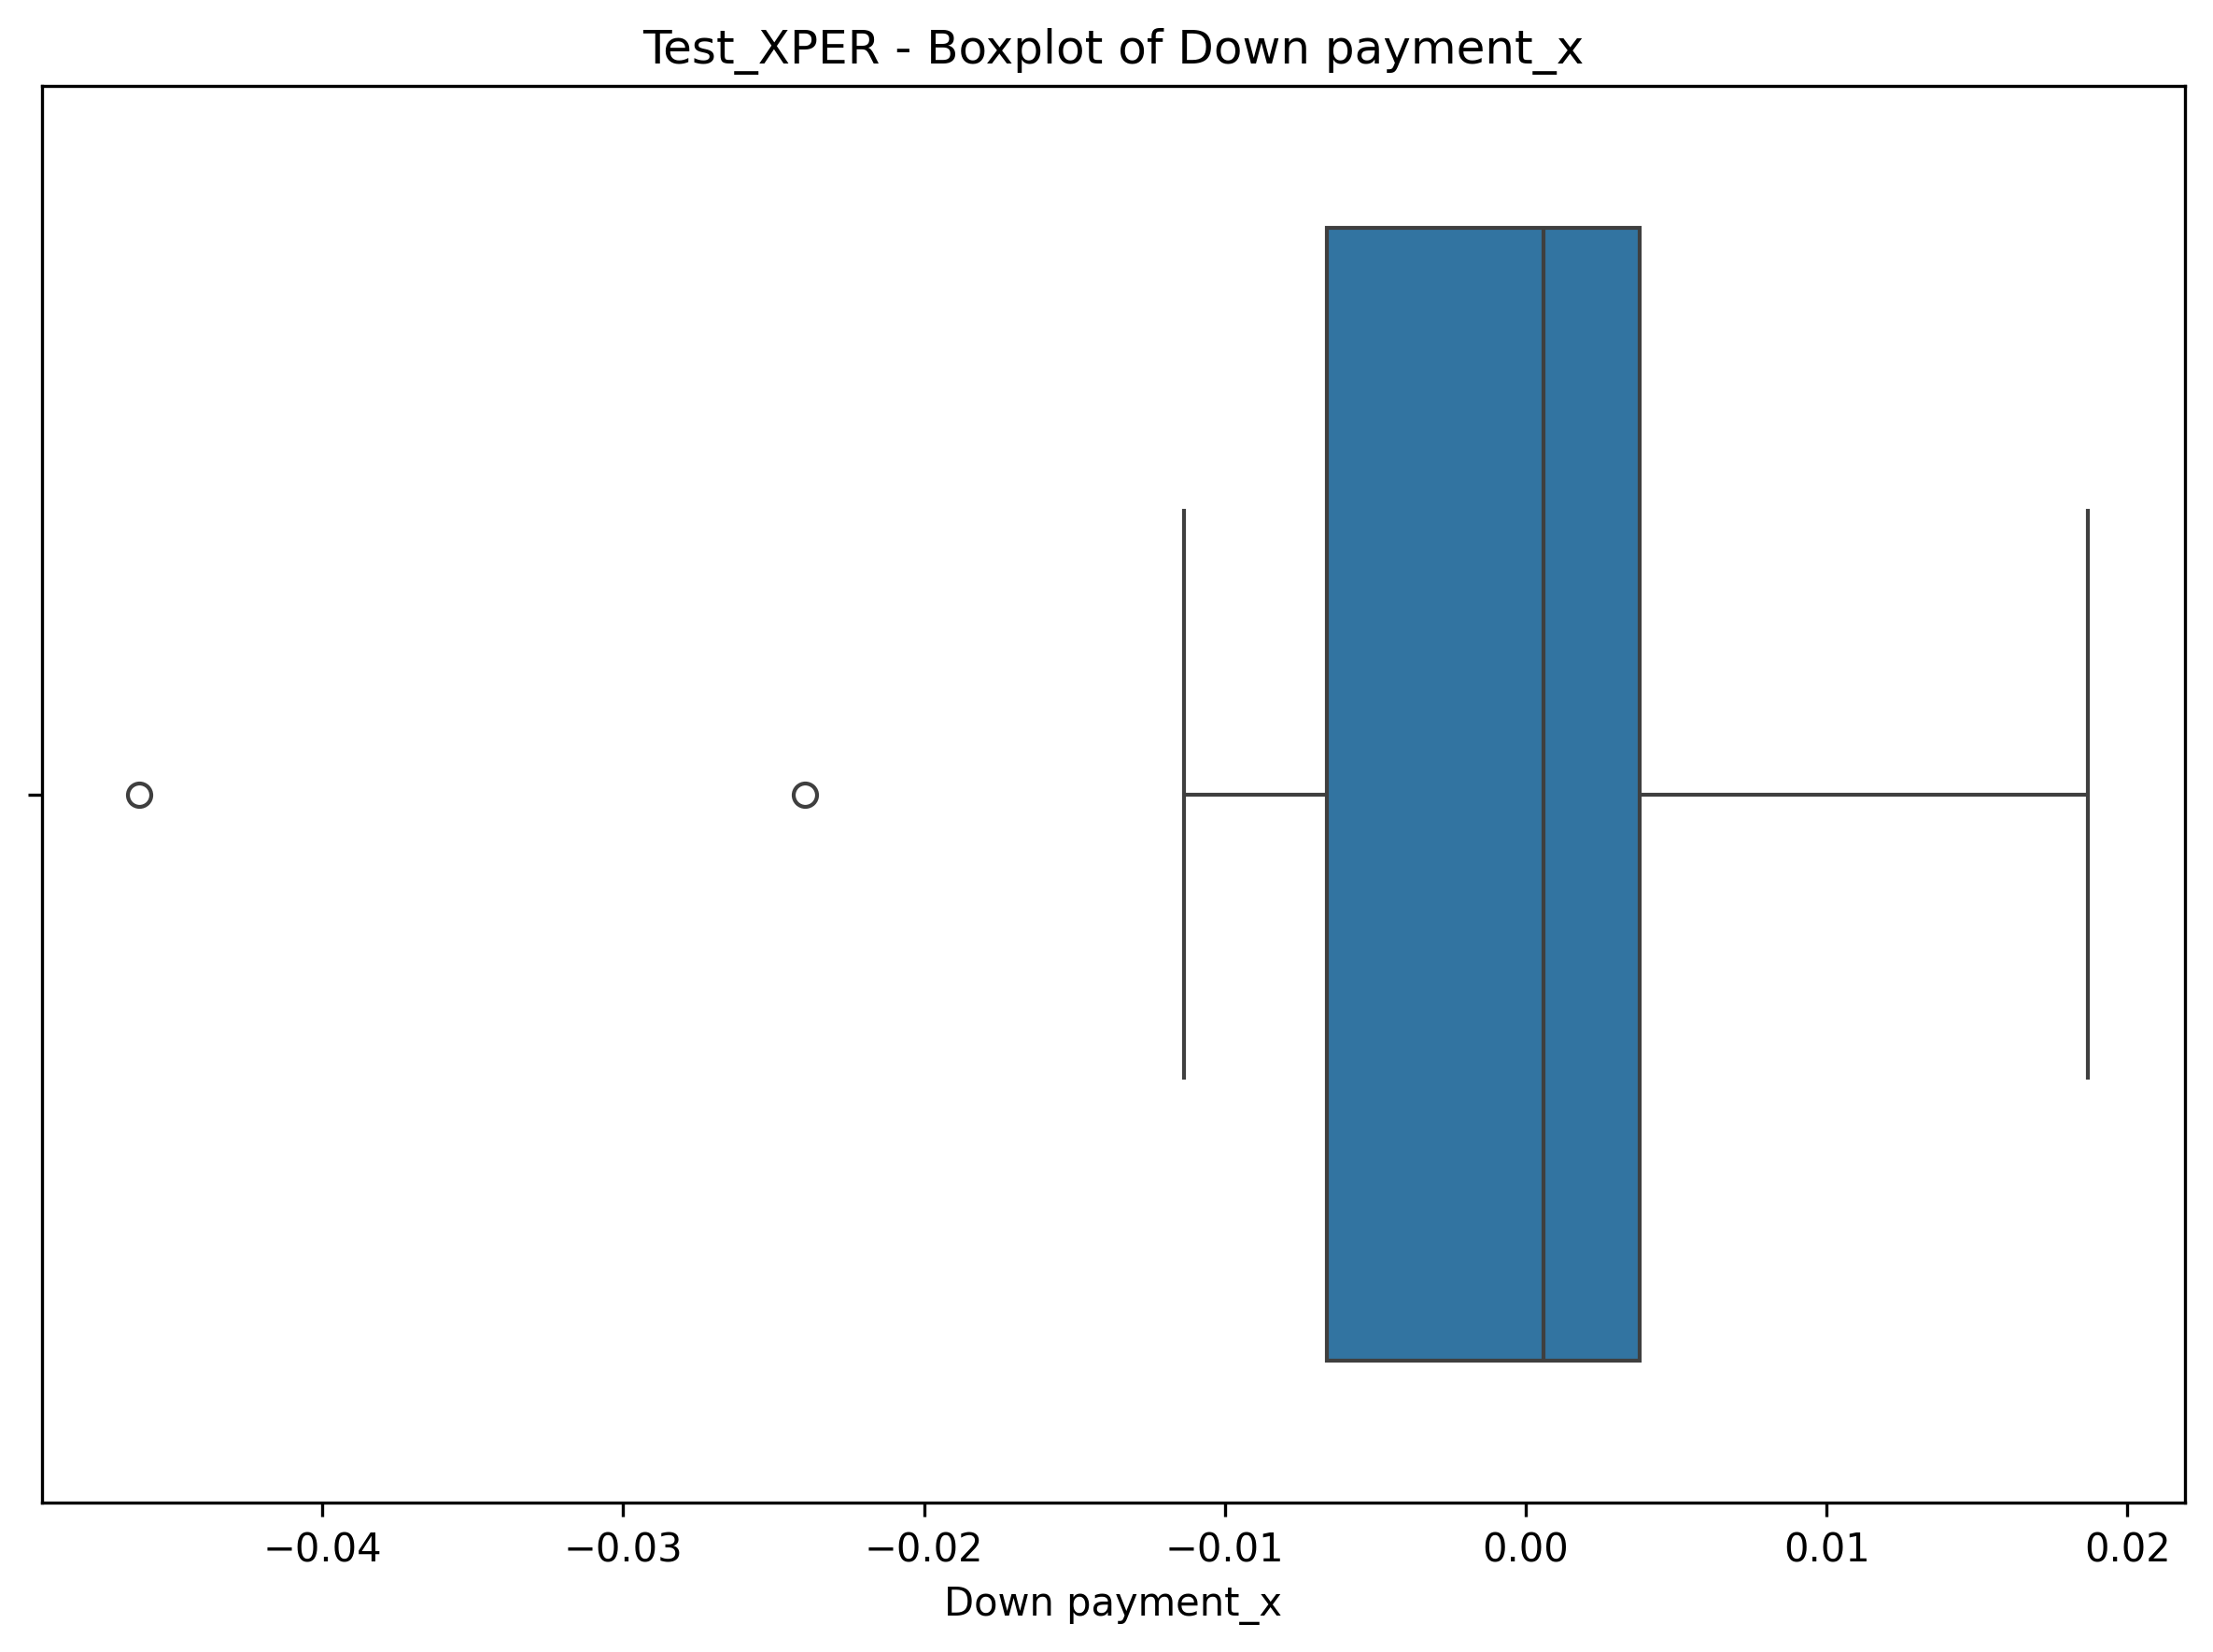 Test_XPER - Boxplot of Down payment_x
−0.04 −0.03 −0.02 −0.01 0.00 0.01 0.02
Down payment_x